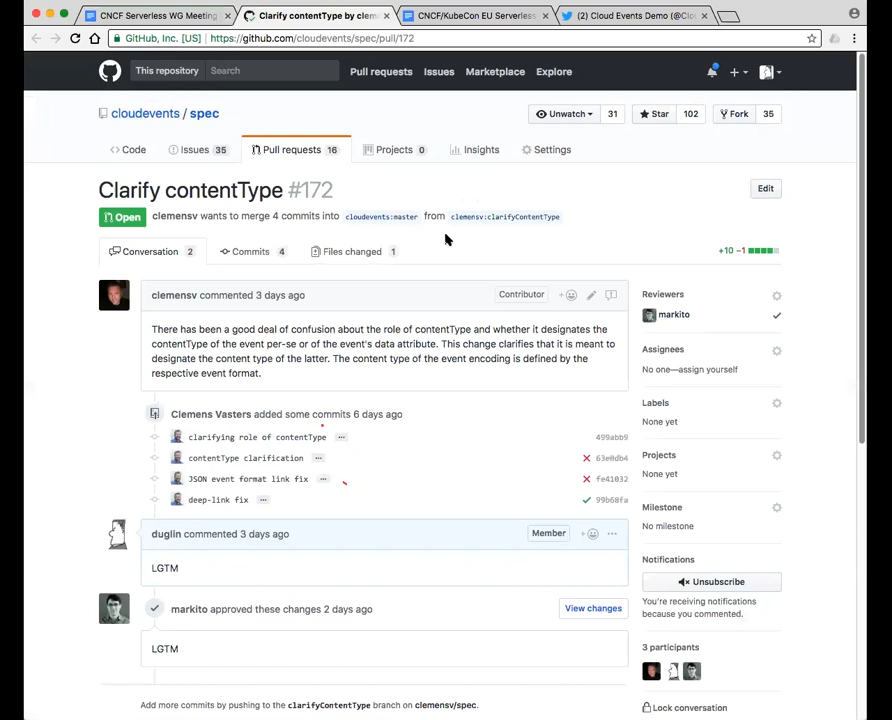 CNCF Serverless WG Meeting
Clarify contentType by clem
CNCF/KubeCon EU Serverless
(2) Cloud Events Demo (@Clo
GitHub, Inc. [US] https://github.com/cloudevents/spec/pull/172
This repository Search Pull requests Issues Marketplace Explore
cloudevents / spec
Unwatch 31 Star 102 Fork 35
Code Issues 35 Pull requests 16 Projects 0 Insights Settings
Clarify contentType #172
Edit
Open clemensv wants to merge 4 commits into cloudevents:master from clemensv:clarifyContentType
Conversation 2 Commits 4 Files changed 1 +10 −1
clemensv commented 3 days ago Contributor
There has been a good deal of confusion about the role of contentType and whether it designates the
contentType of the event per-se or of the event's data attribute. This change clarifies that it is meant to
designate the content type of the latter. The content type of the event encoding is defined by the
respective event format.
Clemens Vasters added some commits 6 days ago
clarifying role of contentType ... 499abb9
contentType clarification ... 63e0db4
JSON event format link fix ... fe41032
deep-link fix ... 99b68fa
duglin commented 3 days ago Member
LGTM
markito approved these changes 2 days ago View changes
LGTM
Add more commits by pushing to the clarifyContentType branch on clemensv/spec.
Reviewers
markito
Assignees
No one—assign yourself
Labels
None yet
Projects
None yet
Milestone
No milestone
Notifications
Unsubscribe
You're receiving notifications
because you commented.
3 participants
Lock conversation